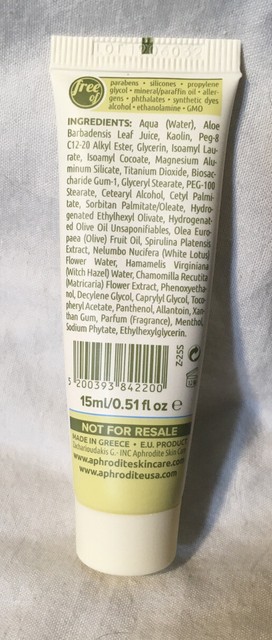 free of
parabens • silicones • propylene
glycol • mineral/paraffin oil • aller-
gens • phthalates • synthetic dyes
alcohol • ethanolamine • GMO
INGREDIENTS: Aqua (Water), Aloe
Barbadensis Leaf Juice, Kaolin, Peg-8
C12-20 Alkyl Ester, Glycerin, Isoamyl Lau-
rate, Isoamyl Cocoate, Magnesium Alu-
minum Silicate, Titanium Dioxide, Biosac-
charide Gum-1, Glyceryl Stearate, PEG-100
Stearate, Cetearyl Alcohol, Cetyl Palmi-
tate, Sorbitan Palmitate/Oleate, Hydro-
genated Ethylhexyl Olivate, Hydrogenat-
ed Olive Oil Unsaponifiables, Olea Euro-
paea (Olive) Fruit Oil, Spirulina Platensis
Extract, Nelumbo Nucifera (White Lotus)
Flower Water, Hamamelis Virginiana
(Witch Hazel) Water, Chamomilla Recutita
(Matricaria) Flower Extract, Phenoxyetha-
nol, Decylene Glycol, Caprylyl Glycol, Toco-
pheryl Acetate, Panthenol, Allantoin, Xan-
than Gum, Parfum (Fragrance), Menthol,
Sodium Phytate, Ethylhexylglycerin.
5 200393 842200
Z-255
15ml/0.51 fl oz e
NOT FOR RESALE
MADE IN GREECE • E.U. PRODUCT
Zacharioudakis G.- INC Aphrodite Skin Care
www.aphroditeskincare.com
www.aphroditeusa.com